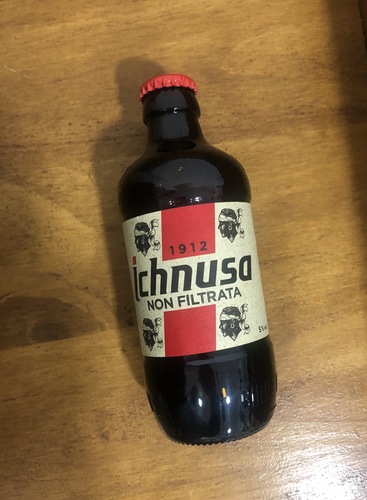 1912
ichnusa
NON FILTRATA